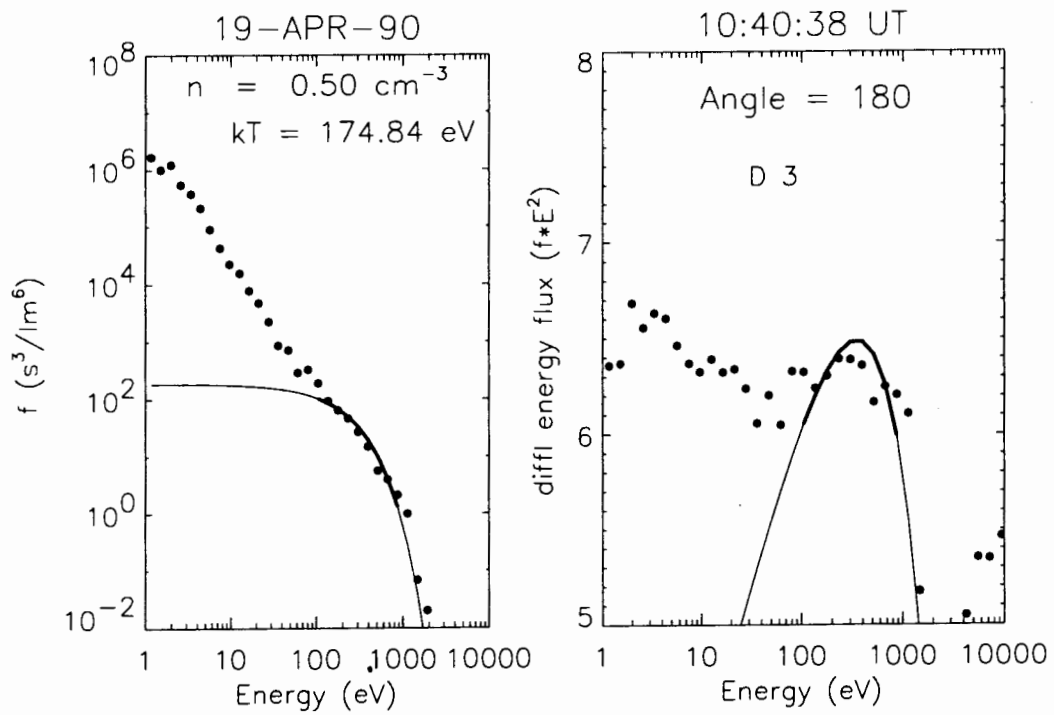 19-APR-90
10:40:38 UT
n = 0.50 cm⁻³
kT = 174.84 eV
f (s³/lm⁶)
10⁸
10⁶
10⁴
10²
10⁰
10⁻²
1 10 100 1000 10000
Energy (eV)
Angle = 180
D 3
diffl energy flux (f*E²)
8
7
6
5
1 10 100 1000 10000
Energy (eV)